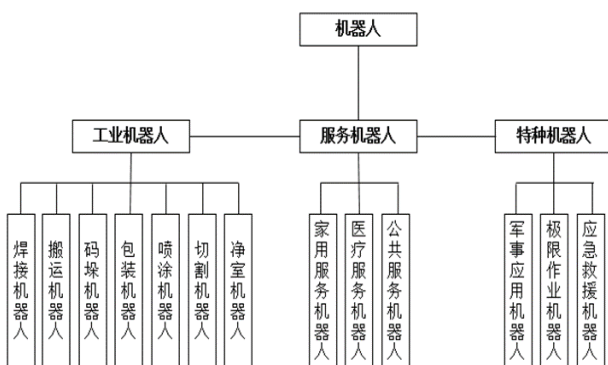 机器人
工业机器人
服务机器人
特种机器人
焊接机器人
搬运机器人
码垛机器人
包装机器人
喷涂机器人
切割机器人
净室机器人
家用服务机器人
医疗服务机器人
公共服务机器人
军事应用机器人
极限作业机器人
应急救援机器人